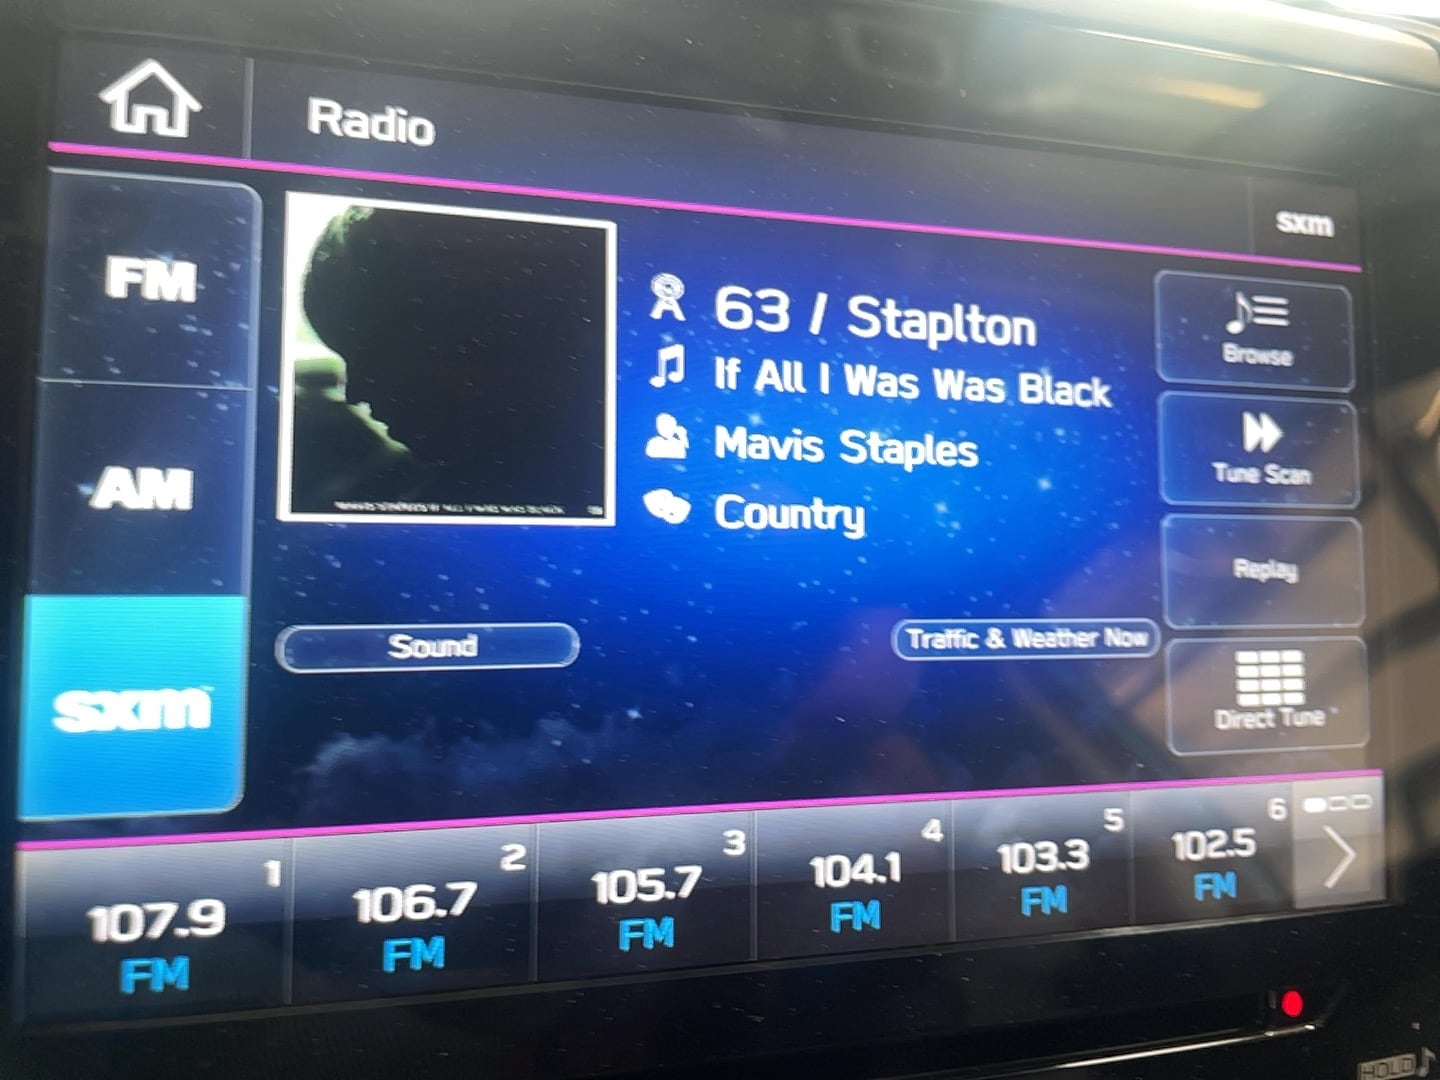 Radio
sxm
FM
AM
sxm
63 / Staplton
If All I Was Was Black
Mavis Staples
Country
Sound
Traffic & Weather Now
Browse
Tune Scan
Replay
Direct Tune
1
107.9
FM
2
106.7
FM
3
105.7
FM
4
104.1
FM
5
103.3
FM
6
102.5
FM
HOLD